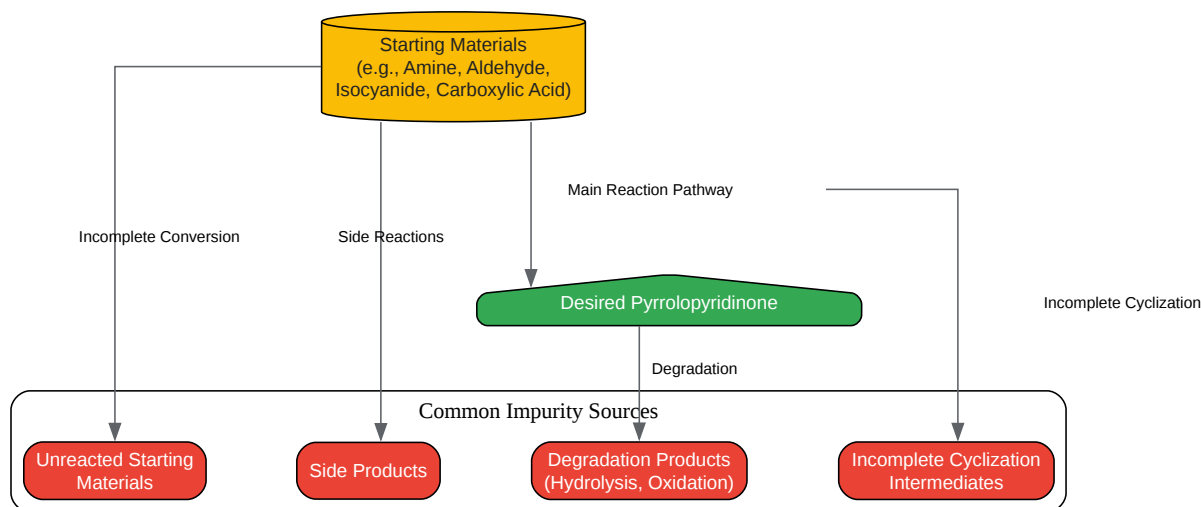 Starting Materials
(e.g., Amine, Aldehyde,
Isocyanide, Carboxylic Acid)
Main Reaction Pathway
Incomplete Conversion
Side Reactions
Desired Pyrrolopyridinone
Incomplete Cyclization
Degradation
Common Impurity Sources
Unreacted Starting
Materials
Side Products
Degradation Products
(Hydrolysis, Oxidation)
Incomplete Cyclization
Intermediates